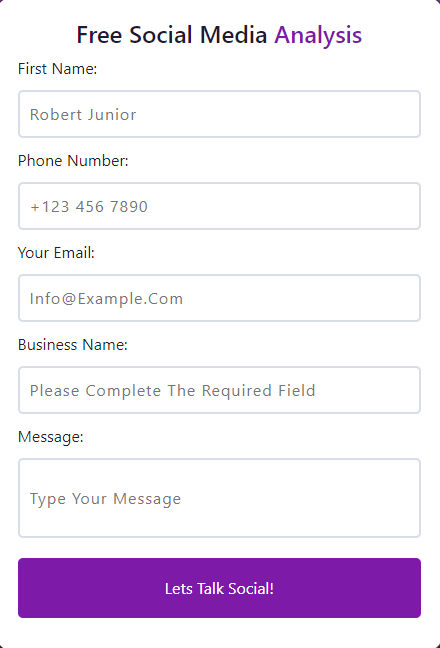 Free Social Media Analysis
First Name:
Robert Junior
Phone Number:
+123 456 7890
Your Email:
Info@Example.Com
Business Name:
Please Complete The Required Field
Message:
Type Your Message
Lets Talk Social!